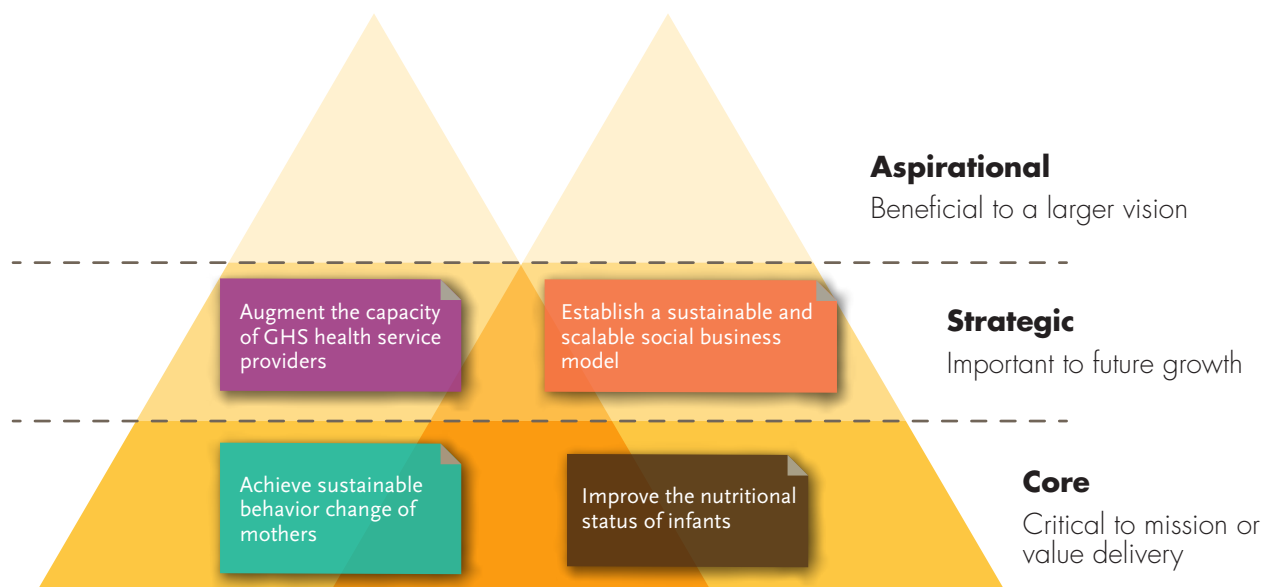 Aspirational
Beneficial to a larger vision
Augment the capacity
of GHS health service
providers
Establish a sustainable and
scalable social business
model
Strategic
Important to future growth
Achieve sustainable
behavior change of
mothers
Improve the nutritional
status of infants
Core
Critical to mission or
value delivery